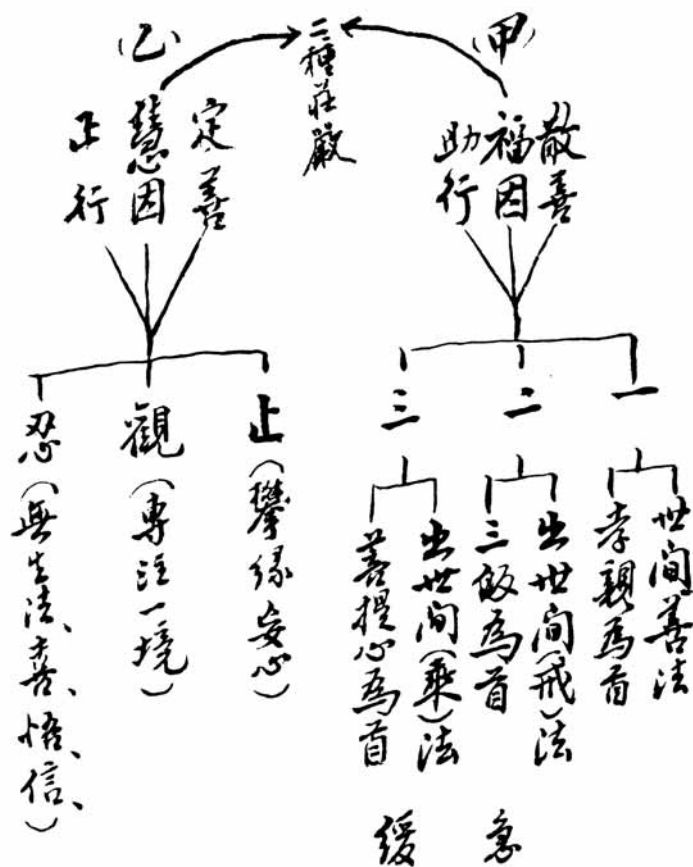 二種莊嚴
(甲)
散善
福因
助行
一
世間善法
孝親為首
二
出世間(戒)法
三皈為首
急
三
出世間(乘)法
菩提心為首
緩
(乙)
定善
慧因
正行
止(攀緣妄心)
觀(專注一境)
忍(無生法、喜、悟、信、)